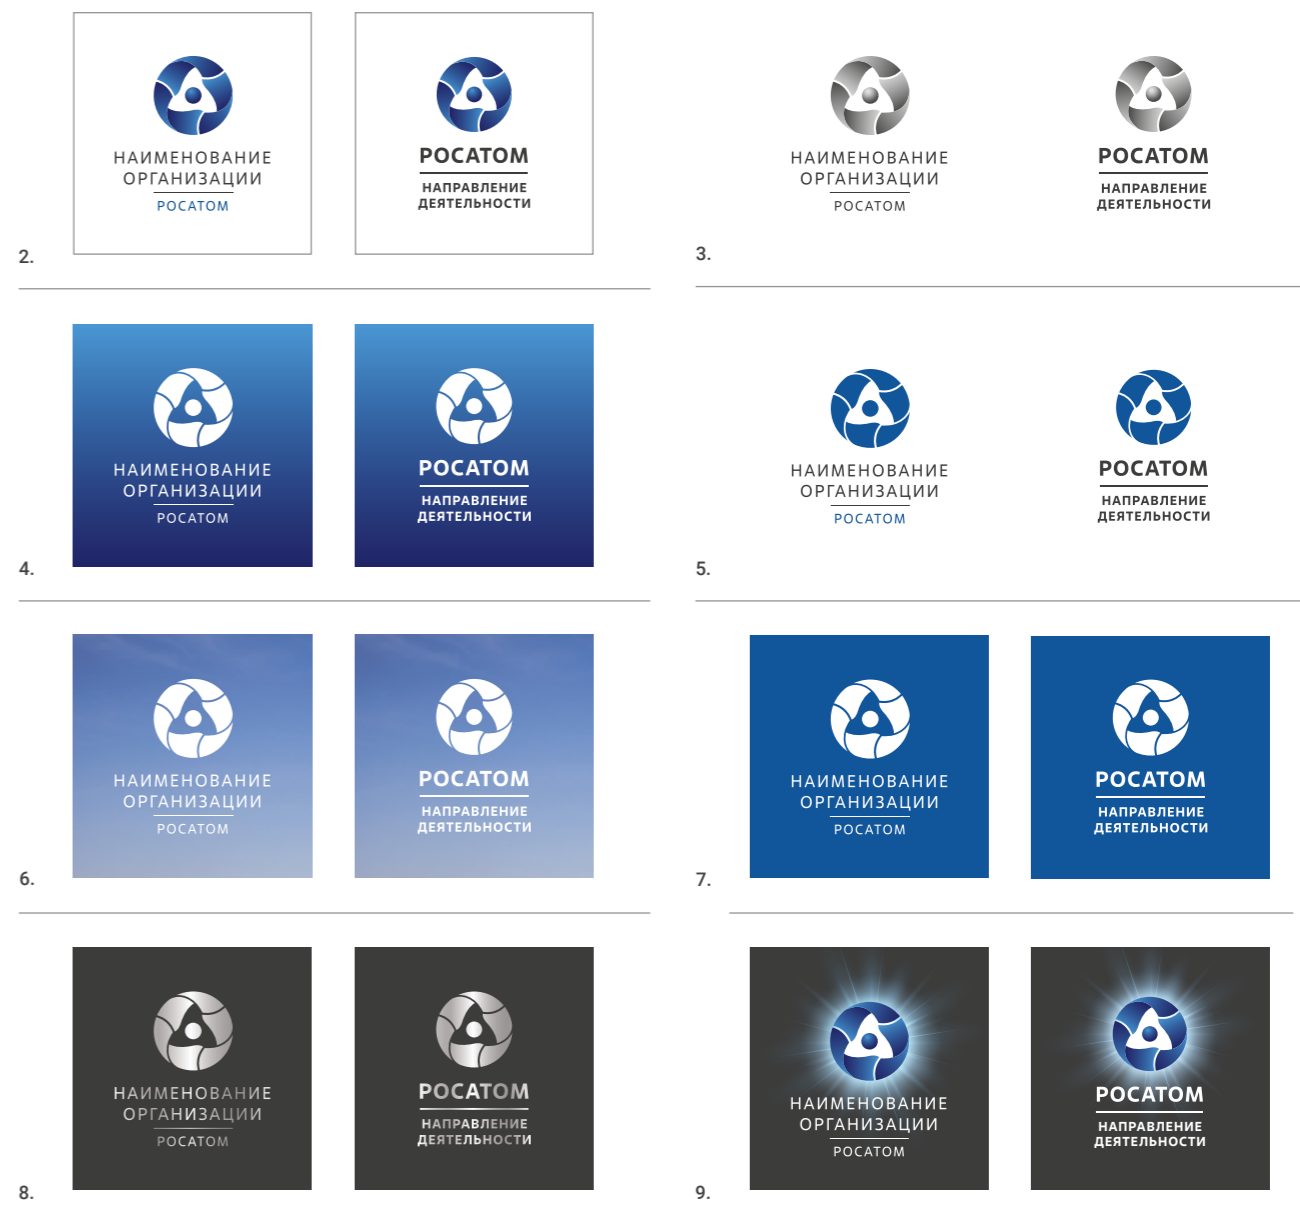 НАИМЕНОВАНИЕ
ОРГАНИЗАЦИИ
РОСАТОМ
РОСАТОМ
НАПРАВЛЕНИЕ
ДЕЯТЕЛЬНОСТИ
2.
НАИМЕНОВАНИЕ
ОРГАНИЗАЦИИ
РОСАТОМ
РОСАТОМ
НАПРАВЛЕНИЕ
ДЕЯТЕЛЬНОСТИ
3.
НАИМЕНОВАНИЕ
ОРГАНИЗАЦИИ
РОСАТОМ
РОСАТОМ
НАПРАВЛЕНИЕ
ДЕЯТЕЛЬНОСТИ
4.
НАИМЕНОВАНИЕ
ОРГАНИЗАЦИИ
РОСАТОМ
РОСАТОМ
НАПРАВЛЕНИЕ
ДЕЯТЕЛЬНОСТИ
5.
НАИМЕНОВАНИЕ
ОРГАНИЗАЦИИ
РОСАТОМ
РОСАТОМ
НАПРАВЛЕНИЕ
ДЕЯТЕЛЬНОСТИ
6.
НАИМЕНОВАНИЕ
ОРГАНИЗАЦИИ
РОСАТОМ
РОСАТОМ
НАПРАВЛЕНИЕ
ДЕЯТЕЛЬНОСТИ
7.
НАИМЕНОВАНИЕ
ОРГАНИЗАЦИИ
РОСАТОМ
РОСАТОМ
НАПРАВЛЕНИЕ
ДЕЯТЕЛЬНОСТИ
8.
НАИМЕНОВАНИЕ
ОРГАНИЗАЦИИ
РОСАТОМ
РОСАТОМ
НАПРАВЛЕНИЕ
ДЕЯТЕЛЬНОСТИ
9.